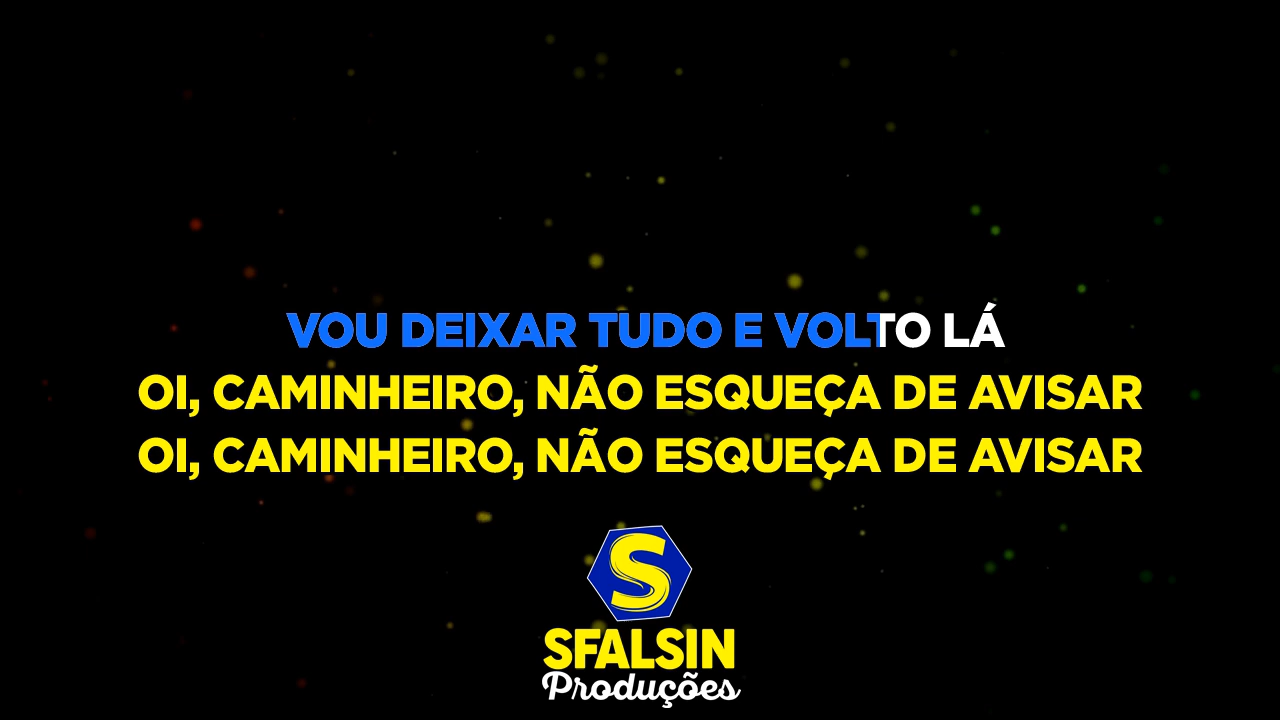 VOU DEIXAR TUDO E VOLTO LÁ
OI, CAMINHEIRO, NÃO ESQUEÇA DE AVISAR
OI, CAMINHEIRO, NÃO ESQUEÇA DE AVISAR
S
SFALSIN
Produções